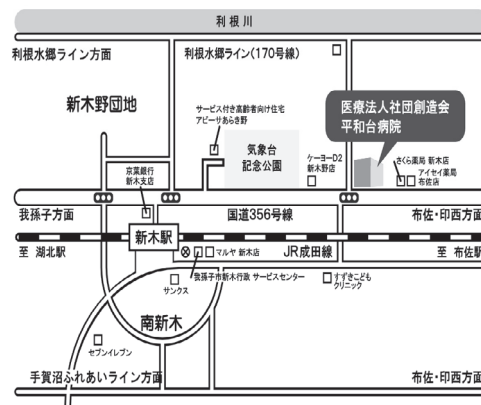 利根川
利根水郷ライン方面
利根水郷ライン(170号線)
新木野団地
サービス付き高齢者向け住宅
アビーサあらき野
医療法人社団創造会
平和台病院
気象台
記念公園
ケーヨーD2
新木野店
さくら薬局 新木店
アイセイ薬局
布佐店
京葉銀行
新木支店
我孫子方面
国道356号線
布佐・印西方面
新木駅
至 湖北駅
マルヤ 新木店
JR成田線
至 布佐駅
我孫子市新木行政 サービスセンター
サンクス
すずきこども
クリニック
南新木
セブンイレブン
手賀沼ふれあいライン方面
布佐・印西方面